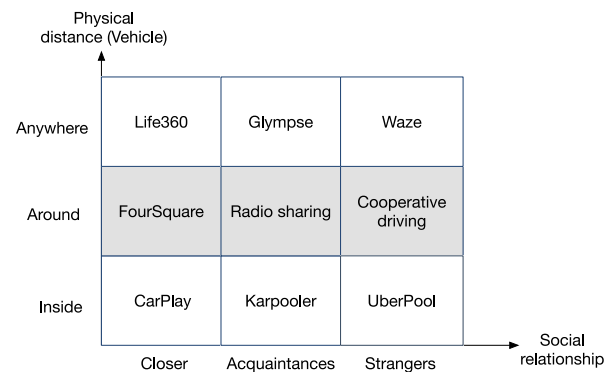 Physical
distance (Vehicle)
Anywhere
Life360
Glympse
Waze
Around
FourSquare
Radio sharing
Cooperative
driving
Inside
CarPlay
Karpooler
UberPool
Closer
Acquaintances
Strangers
Social
relationship